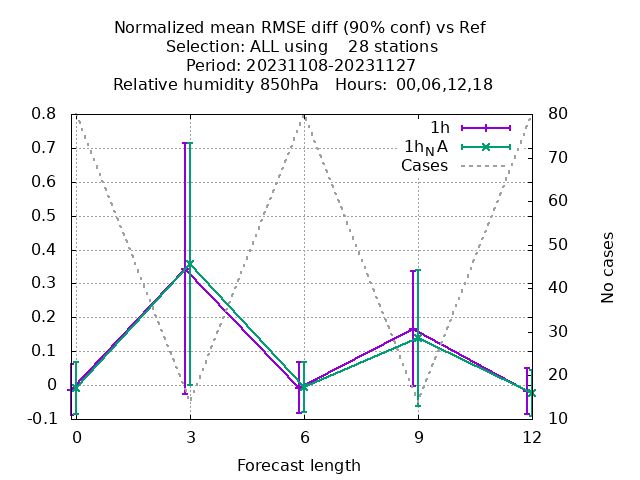 Normalized mean RMSE diff (90% conf) vs Ref
Selection: ALL using    28 stations
Period: 20231108-20231127
Relative humidity 850hPa   Hours: 00,06,12,18
1h
1h_NA
Cases
0.8
0.7
0.6
0.5
0.4
0.3
0.2
0.1
0
-0.1
80
70
60
50
40
30
20
10
No cases
0 3 6 9 12
Forecast length